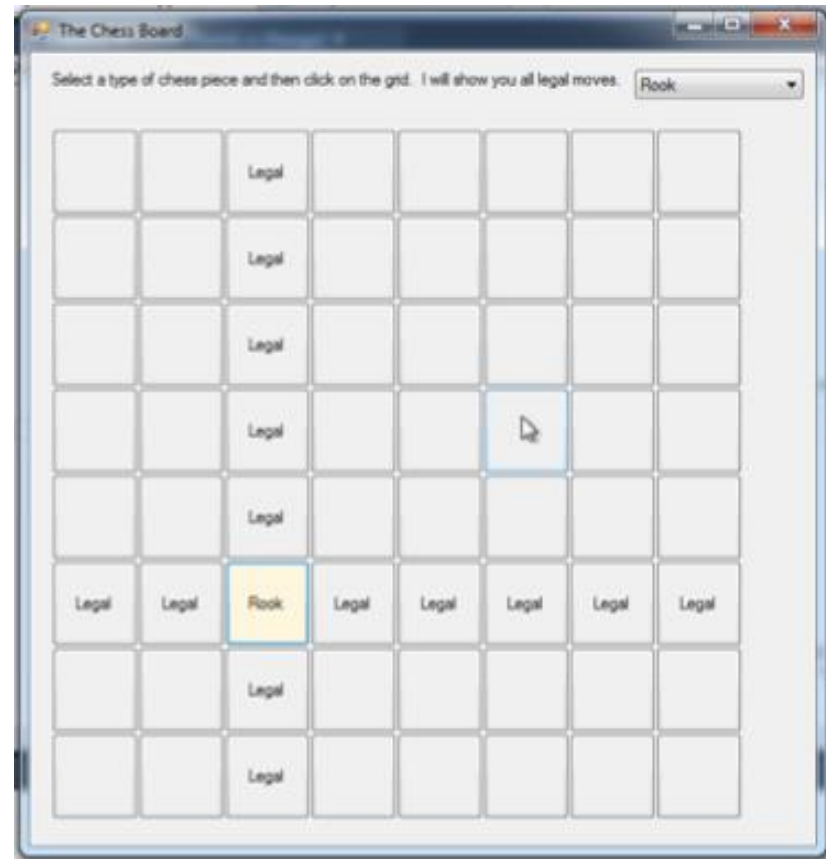 The Chess Board
Select a type of chess piece and then click on the grid. I will show you all legal moves. Rook
Legal
Legal
Legal
Legal
Legal
Legal Legal Rook Legal Legal Legal Legal Legal
Legal
Legal